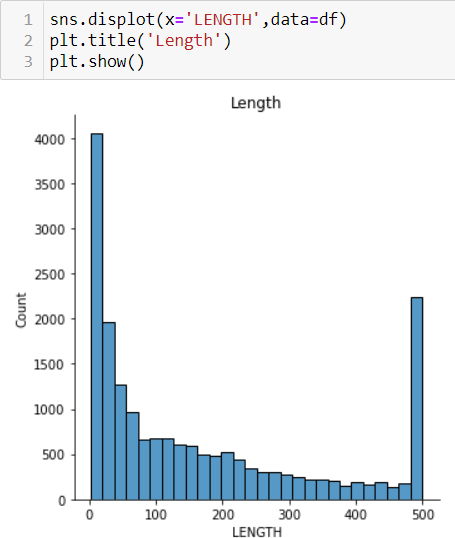 1 sns.displot(x='LENGTH',data=df)
2 plt.title('Length')
3 plt.show()
Length
4000
3500
3000
2500
2000
1500
1000
500
0
Count
0 100 200 300 400 500
LENGTH